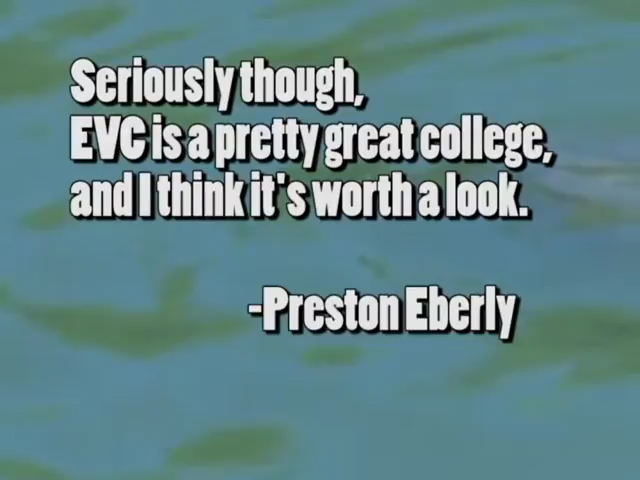 Seriously though,
EVC is a pretty great college,
and I think it's worth a look.
-Preston Eberly